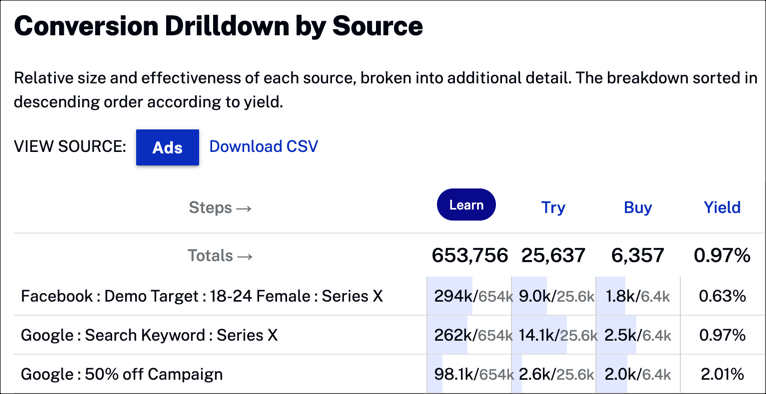 Conversion Drilldown by Source
Relative size and effectiveness of each source, broken into additional detail. The breakdown sorted in
descending order according to yield.
VIEW SOURCE: Ads Download CSV
Steps → Learn Try Buy Yield
Totals → 653,756 25,637 6,357 0.97%
Facebook : Demo Target : 18-24 Female : Series X 294k/654k 9.0k/25.6k 1.8k/6.4k 0.63%
Google : Search Keyword : Series X 262k/654k 14.1k/25.6k 2.5k/6.4k 0.97%
Google : 50% off Campaign 98.1k/654k 2.6k/25.6k 2.0k/6.4k 2.01%